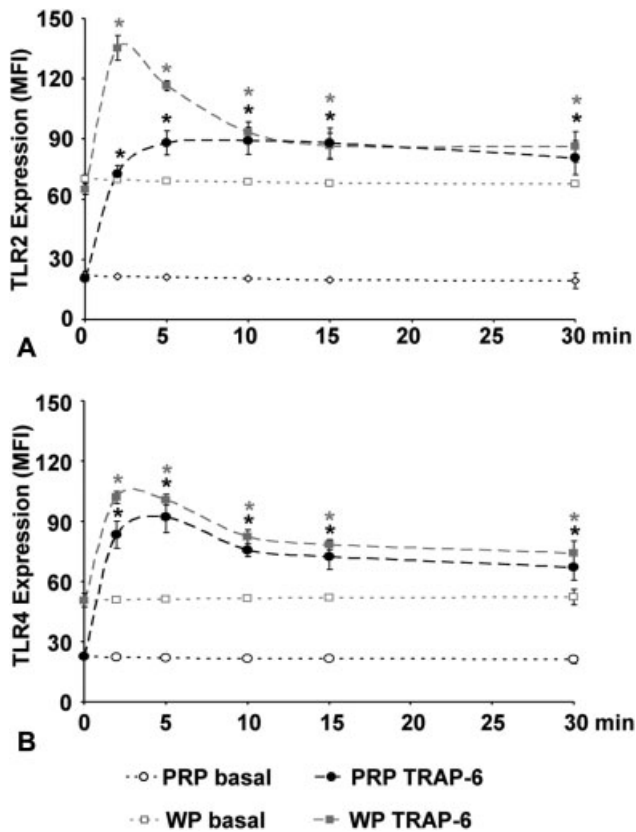 TLR2 Expression (MFI)
150
120
90
60
30
0
* * * * *
* * * * *
0 5 10 15 20 25 30 min
A
TLR4 Expression (MFI)
150
120
90
60
30
0
* * * * *
* * * * *
0 5 10 15 20 25 30 min
B
PRP basal PRP TRAP-6
WP basal WP TRAP-6